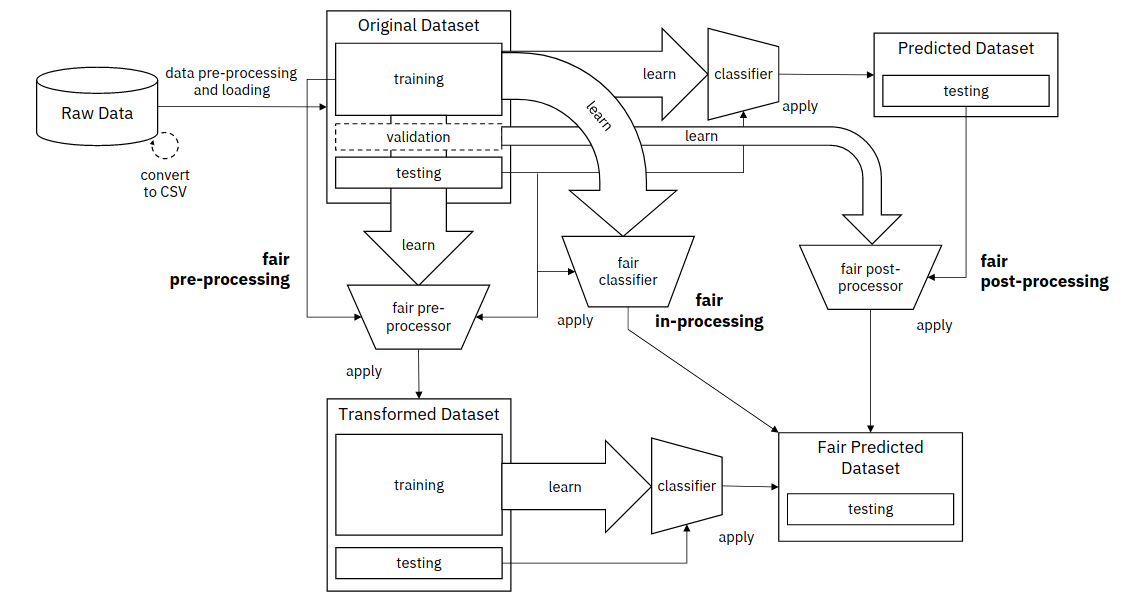 Original Dataset
training
validation
testing
Raw Data
data pre-processing
and loading
convert
to CSV
learn
classifier
apply
Predicted Dataset
testing
learn
learn
learn
fair
pre-processing
fair pre-
processor
apply
fair
classifier
apply
fair
in-processing
fair post-
processor
apply
fair
post-processing
Transformed Dataset
training
testing
learn
classifier
apply
Fair Predicted
Dataset
testing